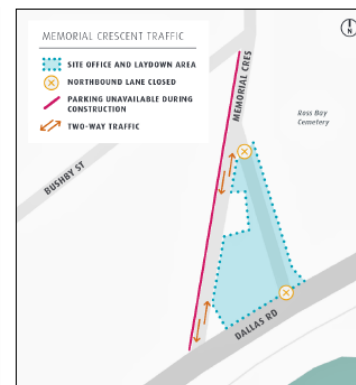 MEMORIAL CRESCENT TRAFFIC
SITE OFFICE AND LAYDOWN AREA
NORTHBOUND LANE CLOSED
PARKING UNAVAILABLE DURING
CONSTRUCTION
TWO-WAY TRAFFIC
N
MEMORIAL CRES
Ross Bay
Cemetery
BUSHBY ST
DALLAS RD